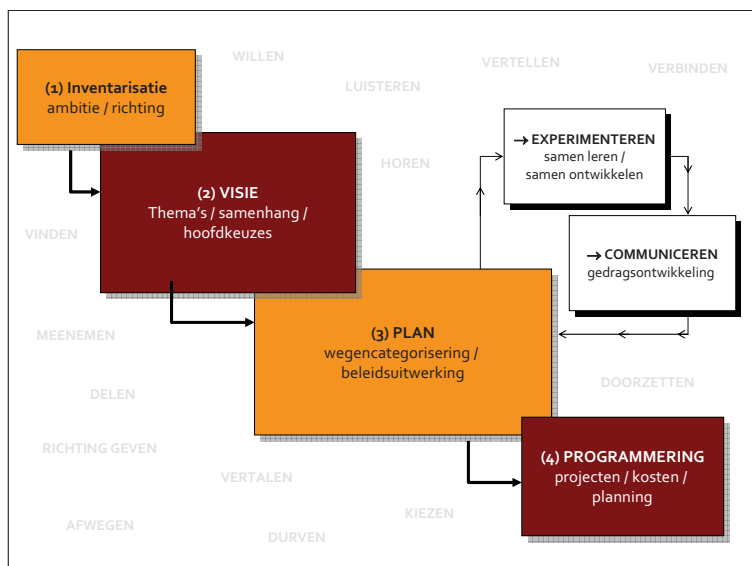 WILLEN
VERTELLEN
VERBINDEN
LUISTEREN
(1) Inventarisatie
ambitie / richting
→ EXPERIMENTEREN
samen leren /
samen ontwikkelen
HOREN
(2) VISIE
Thema's / samenhang /
hoofdkeuzes
VINDEN
→ COMMUNICEREN
gedragsontwikkeling
MEENEMEN
(3) PLAN
wegencategorisering /
beleidsuitwerking
DELEN
DOORZETTEN
RICHTING GEVEN
VERTALEN
(4) PROGRAMMERING
projecten / kosten /
planning
KIEZEN
AFWEGEN
DURVEN